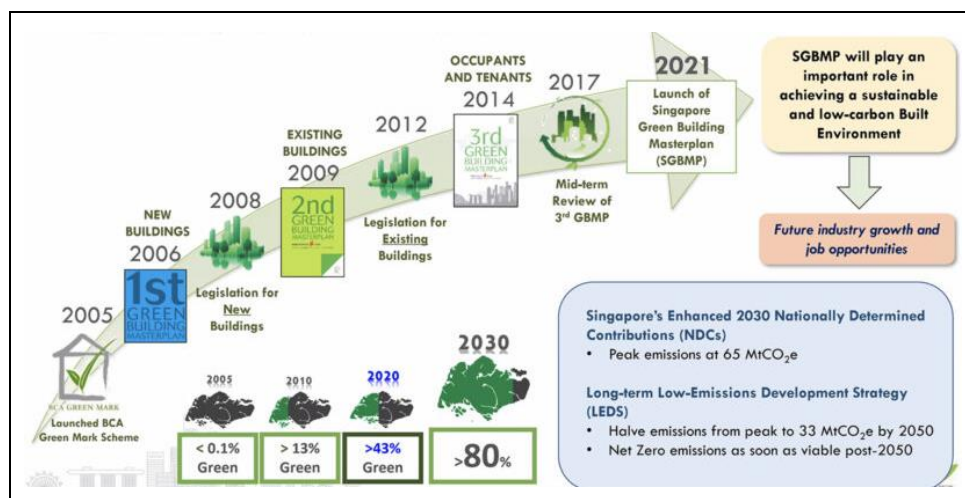 2005
BCA GREEN MARK
Launched BCA
Green Mark Scheme
NEW
BUILDINGS
2006
1st
GREEN
BUILDING
MASTERPLAN
2008
Legislation for
New
Buildings
EXISTING
BUILDINGS
2009
2nd
GREEN
BUILDING
MASTERPLAN
2012
Legislation for
Existing
Buildings
OCCUPANTS
AND TENANTS
2014
3rd
GREEN
BUILDING
MASTERPLAN
2017
Mid-term
Review of
3rd GBMP
2021
Launch of
Singapore
Green Building
Masterplan
(SGBMP)
SGBMP will play an
important role in
achieving a sustainable
and low-carbon Built
Environment
Future industry growth and
job opportunities
2005
< 0.1%
Green
2010
> 13%
Green
2020
>43%
Green
2030
>80%
Singapore's Enhanced 2030 Nationally Determined
Contributions (NDCs)
• Peak emissions at 65 MtCO₂e
Long-term Low-Emissions Development Strategy
(LEDS)
• Halve emissions from peak to 33 MtCO₂e by 2050
• Net Zero emissions as soon as viable post-2050